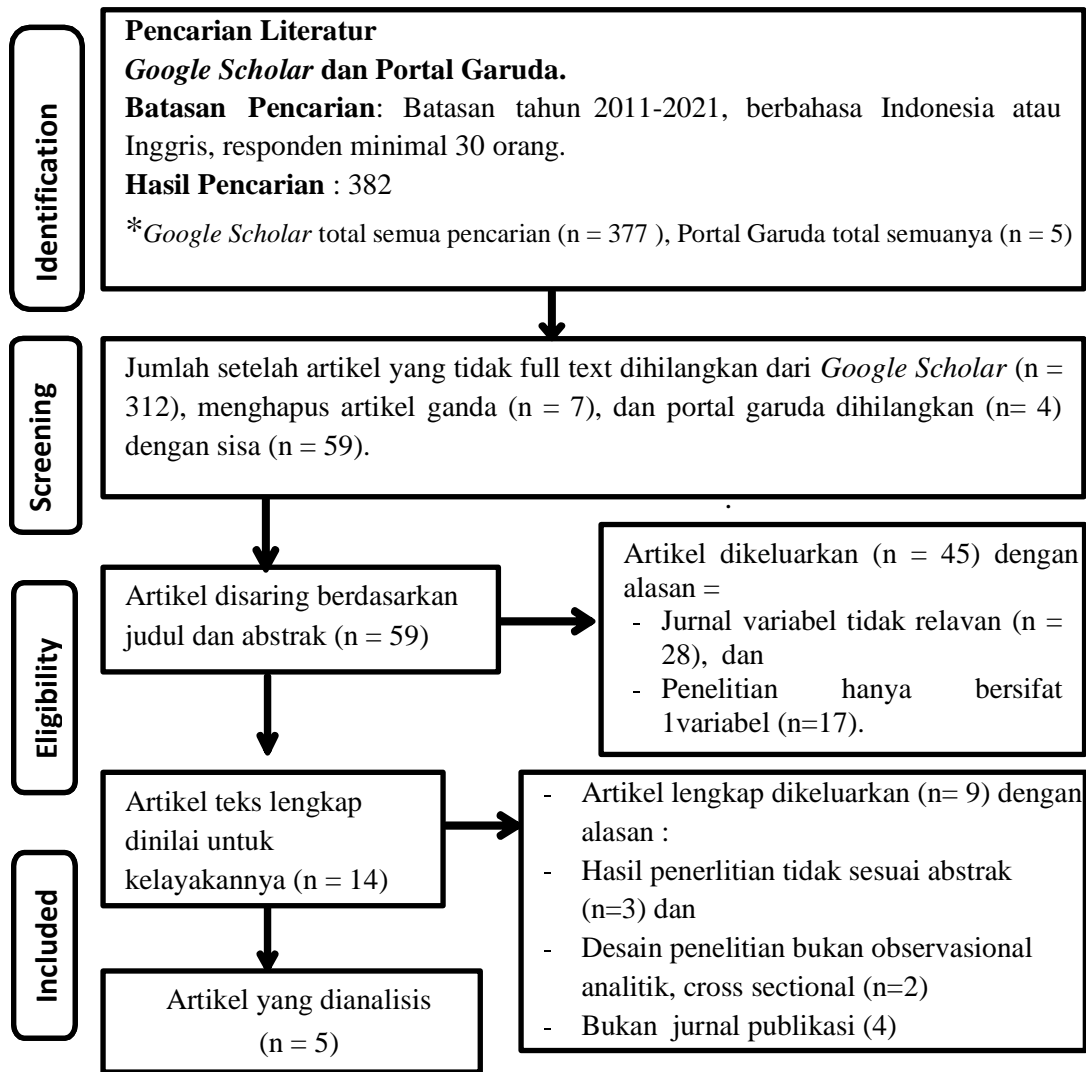 Identification
Pencarian Literatur
Google Scholar dan Portal Garuda.
Batasan Pencarian: Batasan tahun 2011-2021, berbahasa Indonesia atau
Inggris, responden minimal 30 orang.
Hasil Pencarian : 382
*Google Scholar total semua pencarian (n = 377 ), Portal Garuda total semuanya (n = 5)
Screening
Jumlah setelah artikel yang tidak full text dihilangkan dari Google Scholar (n =
312), menghapus artikel ganda (n = 7), dan portal garuda dihilangkan (n= 4)
dengan sisa (n = 59).
.
Eligibility
Artikel disaring berdasarkan
judul dan abstrak (n = 59)
Artikel dikeluarkan (n = 45) dengan
alasan =
- Jurnal variabel tidak relavan (n =
28), dan
- Penelitian hanya bersifat
1variabel (n=17).
Artikel teks lengkap
dinilai untuk
kelayakannya (n = 14)
- Artikel lengkap dikeluarkan (n= 9) dengan
alasan :
- Hasil penerlitian tidak sesuai abstrak
(n=3) dan
- Desain penelitian bukan observasional
analitik, cross sectional (n=2)
- Bukan jurnal publikasi (4)
Included
Artikel yang dianalisis
(n = 5)